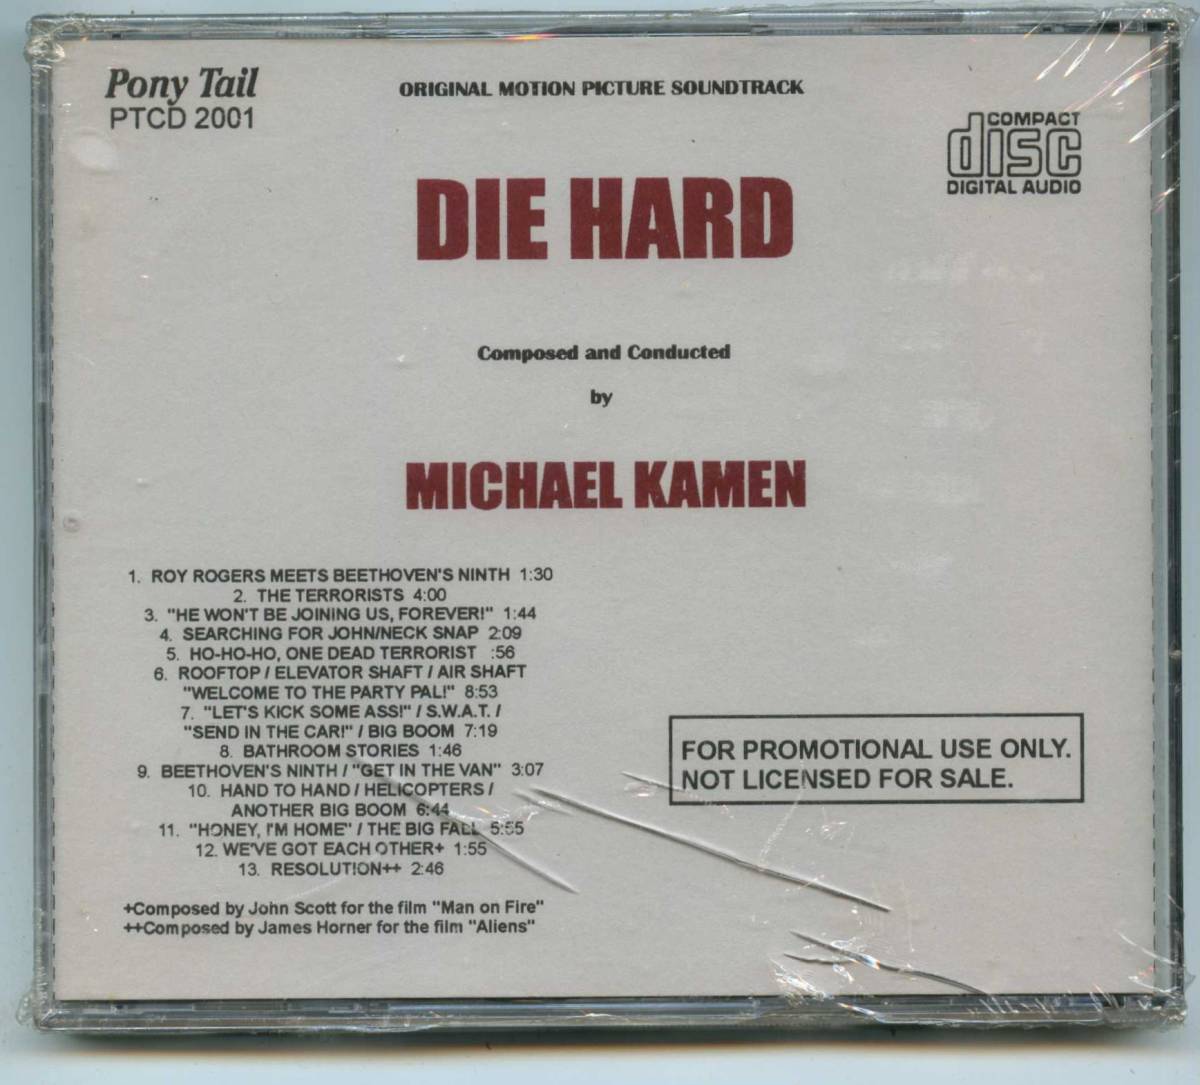 Pony Tail
PTCD 2001
ORIGINAL MOTION PICTURE SOUNDTRACK
COMPACT
disc
DIGITAL AUDIO
DIE HARD
Composed and Conducted
by
MICHAEL KAMEN
1. ROY ROGERS MEETS BEETHOVEN'S NINTH 1:30
2. THE TERRORISTS 4:00
3. "HE WON'T BE JOINING US, FOREVER!" 1:44
4. SEARCHING FOR JOHN/NECK SNAP 2:09
5. HO-HO-HO, ONE DEAD TERRORIST :56
6. ROOFTOP / ELEVATOR SHAFT / AIR SHAFT
"WELCOME TO THE PARTY PAL!" 8:53
7. "LET'S KICK SOME ASS!" / S.W.A.T. /
"SEND IN THE CAR!" / BIG BOOM 7:19
8. BATHROOM STORIES 1:46
9. BEETHOVEN'S NINTH / "GET IN THE VAN" 3:07
10. HAND TO HAND / HELICOPTERS /
ANOTHER BIG BOOM 6:44
11. "HONEY, I'M HOME" / THE BIG FALL 5:55
12. WE'VE GOT EACH OTHER+ 1:55
13. RESOLUTION++ 2:46
+Composed by John Scott for the film "Man on Fire"
++Composed by James Horner for the film "Aliens"
FOR PROMOTIONAL USE ONLY.
NOT LICENSED FOR SALE.